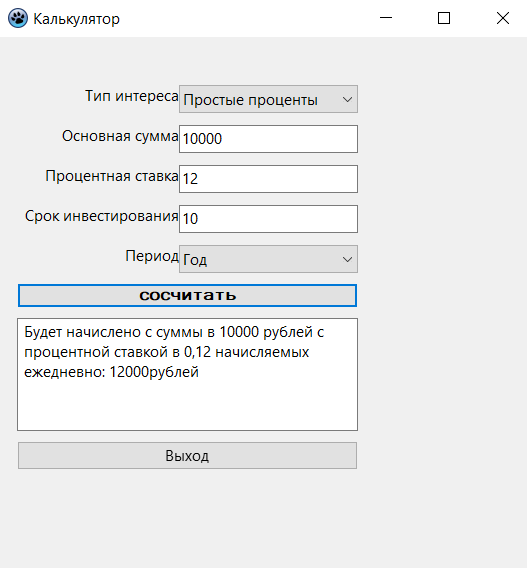 Калькулятор
Тип интереса Простые проценты
Основная сумма 10000
Процентная ставка 12
Срок инвестирования 10
Период Год
сосчитать
Будет начислено с суммы в 10000 рублей с
процентной ставкой в 0,12 начисляемых
ежедневно: 12000рублей
Выход